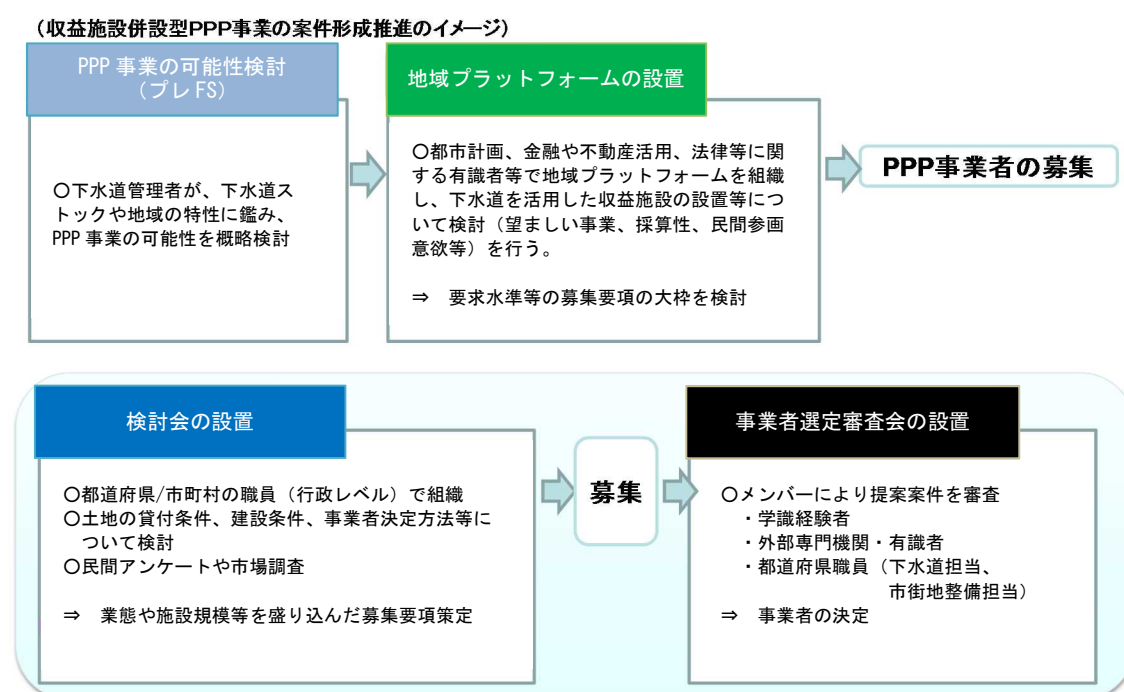 （収益施設併設型PPP事業の案件形成推進のイメージ）
PPP 事業の可能性検討
（プレ FS）
〇下水道管理者が、下水道ス
トックや地域の特性に鑑み、
PPP 事業の可能性を概略検討
地域プラットフォームの設置
〇都市計画、金融や不動産活用、法律等に関
する有識者等で地域プラットフォームを組織
し、下水道を活用した収益施設の設置等につ
いて検討（望ましい事業、採算性、民間参画
意欲等）を行う。
⇒ 要求水準等の募集要項の大枠を検討
PPP事業者の募集
検討会の設置
〇都道府県/市町村の職員（行政レベル）で組織
〇土地の貸付条件、建設条件、事業者決定方法等に
ついて検討
〇民間アンケートや市場調査
⇒ 業態や施設規模等を盛り込んだ募集要項策定
募集
事業者選定審査会の設置
〇メンバーにより提案案件を審査
・学識経験者
・外部専門機関・有識者
・都道府県職員（下水道担当、
市街地整備担当）
⇒ 事業者の決定